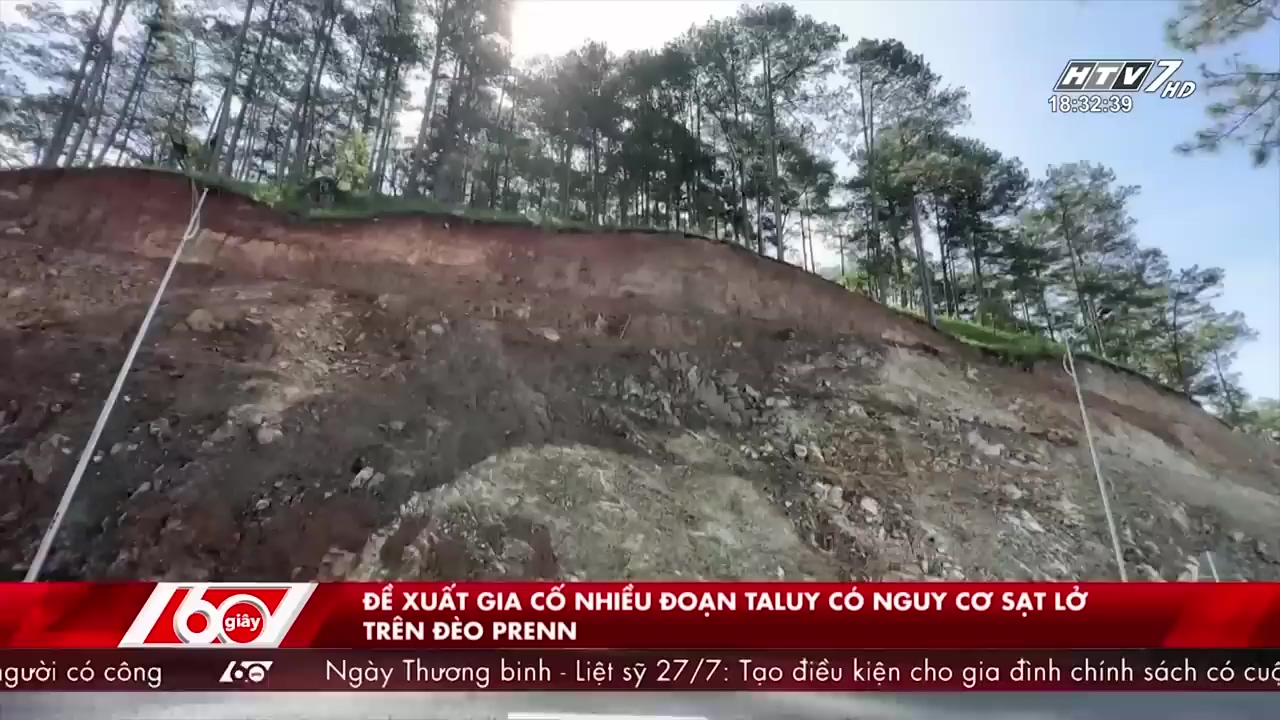 HTV7 HD
18:32:39
60 giây
ĐỀ XUẤT GIA CỐ NHIỀU ĐOẠN TALUY CÓ NGUY CƠ SẠT LỞ
TRÊN ĐÈO PRENN
người có công 60 Ngày Thương binh - Liệt sỹ 27/7: Tạo điều kiện cho gia đình chính sách có